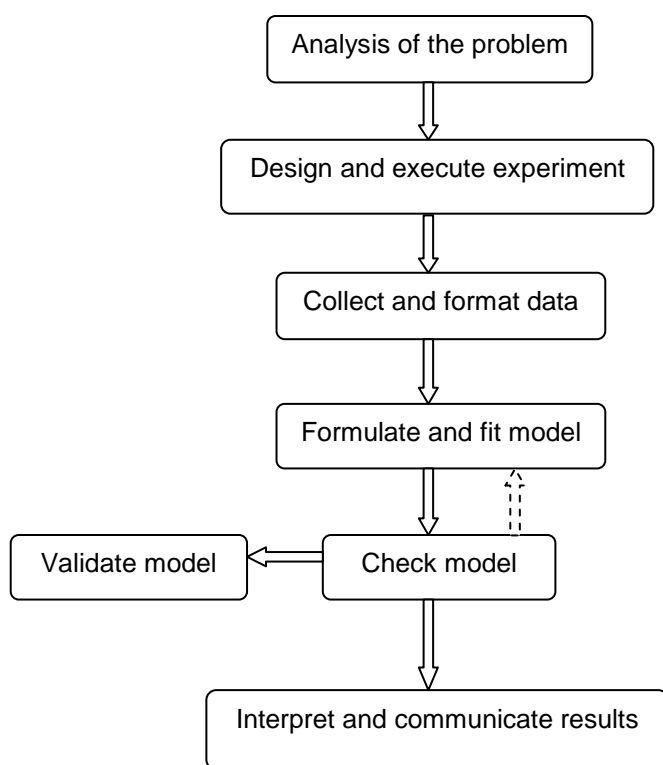 Analysis of the problem
Design and execute experiment
Collect and format data
Formulate and fit model
Validate model
Check model
Interpret and communicate results